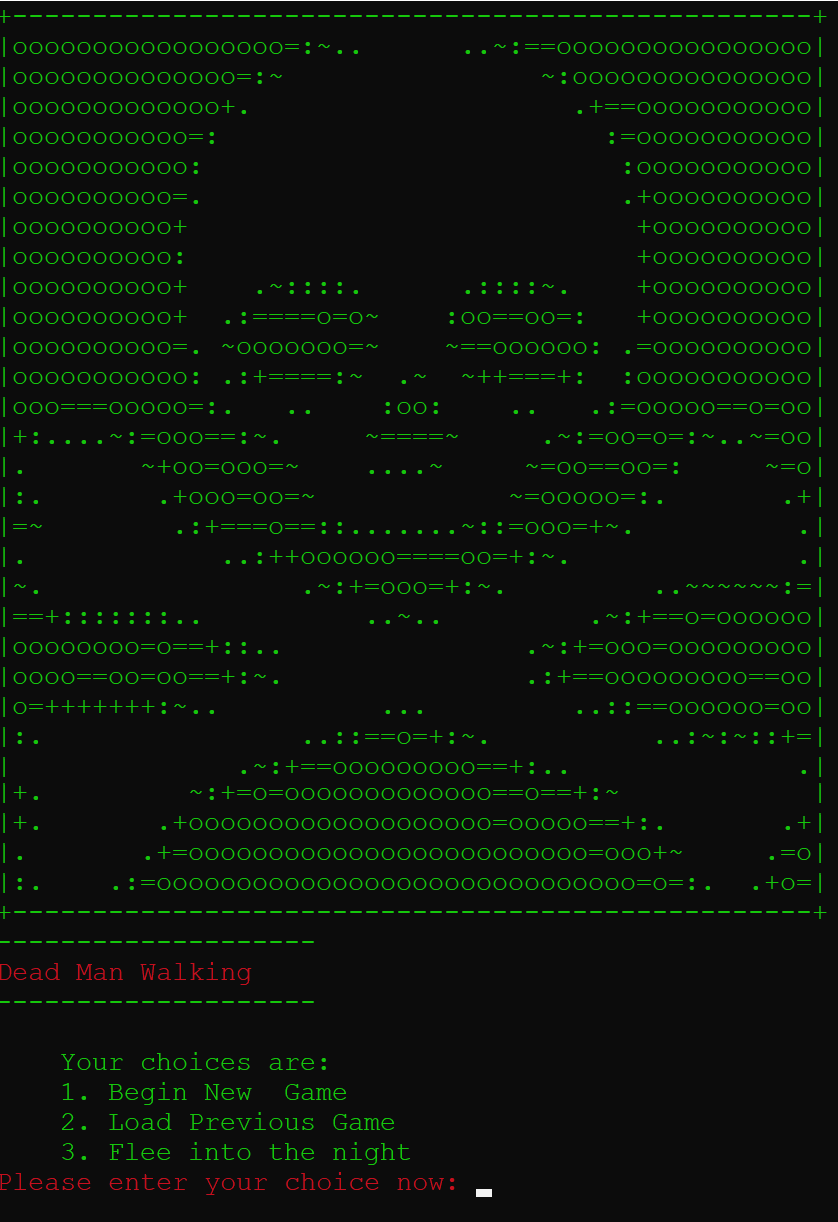 Dead Man Walking
Your choices are:
1. Begin New  Game
2. Load Previous Game
3. Flee into the night
Please enter your choice now: